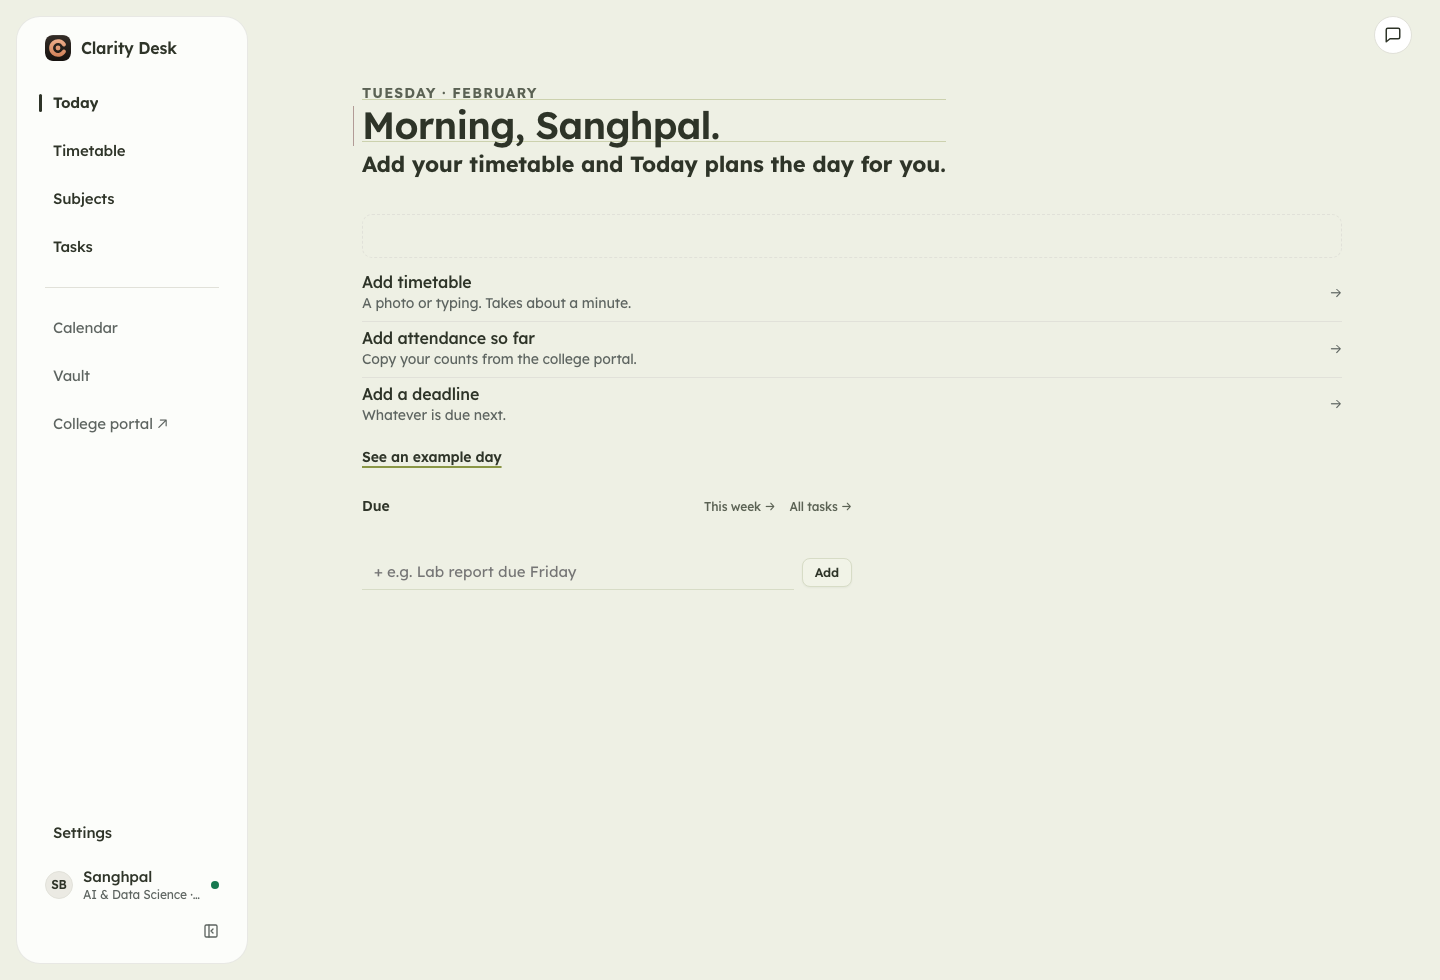 Clarity Desk
Today
Timetable
Subjects
Tasks
Calendar
Vault
College portal ↗
Settings
SB
Sanghpal
AI & Data Science ·…
TUESDAY · FEBRUARY
Morning, Sanghpal.
Add your timetable and Today plans the day for you.
Add timetable
A photo or typing. Takes about a minute.
→
Add attendance so far
Copy your counts from the college portal.
→
Add a deadline
Whatever is due next.
→
See an example day
Due
This week →
All tasks →
+ e.g. Lab report due Friday
Add